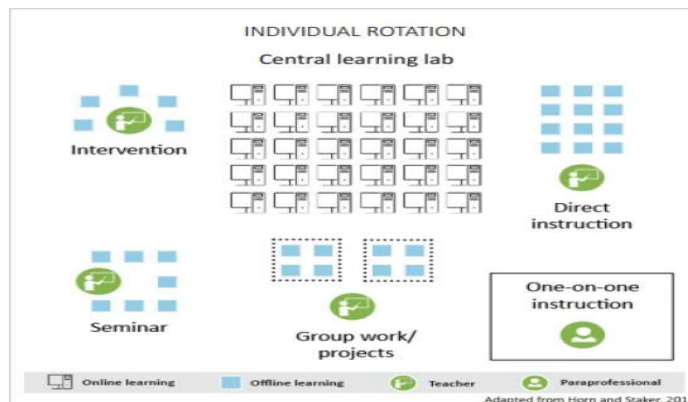 INDIVIDUAL ROTATION
Central learning lab
Intervention
Direct
instruction
Seminar
Group work/
projects
One-on-one
instruction
Online learning
Offline learning
Teacher
Paraprofessional
Adapted from Horn and Staker, 201